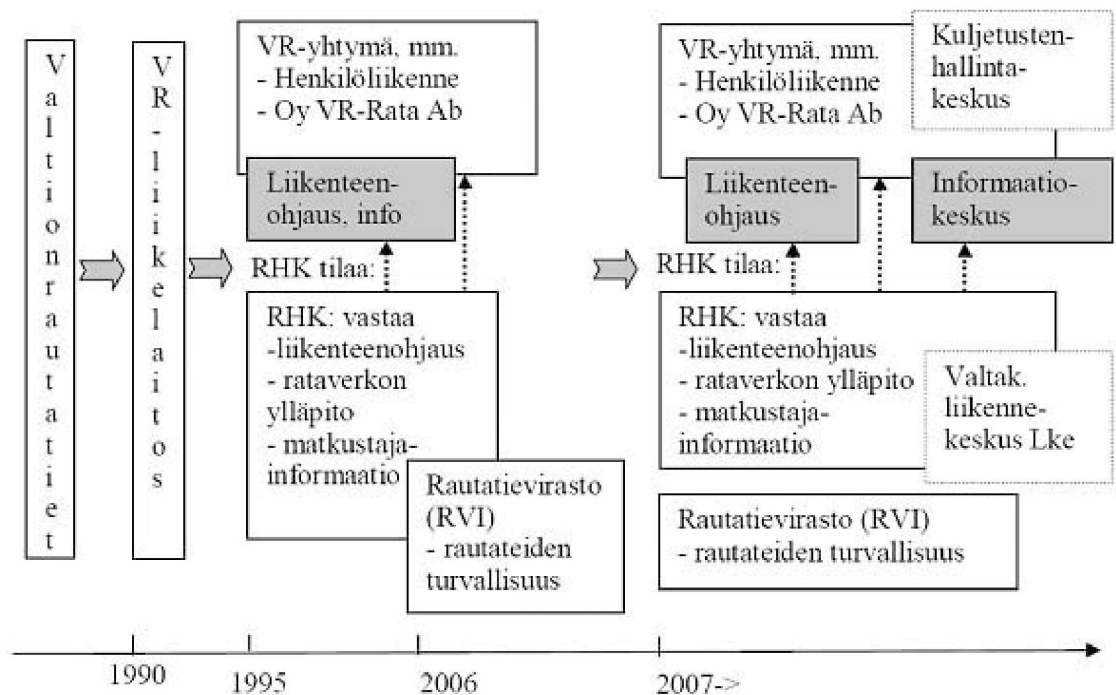 Valtionrautatiet
VR-liikelaitos
VR-yhtymä, mm.
- Henkilöliikenne
- Oy VR-Rata Ab
Liikenteen-
ohjaus, info
RHK tilaa:
RHK: vastaa
-liikenteenohjaus
- rataverkon
ylläpito
- matkustaja-
informaatio
Rautatievirasto
(RVI)
- rautateiden
turvallisuus
VR-yhtymä, mm.
- Henkilöliikenne
- Oy VR-Rata Ab
Kuljetusten-
hallinta-
keskus
Liikenteen-
ohjaus
Informaatio-
keskus
RHK tilaa:
RHK: vastaa
-liikenteenohjaus
- rataverkon ylläpito
- matkustaja-
informaatio
Valtak.
liikenne-
keskus Lke
Rautatievirasto (RVI)
- rautateiden turvallisuus
1990
1995
2006
2007->